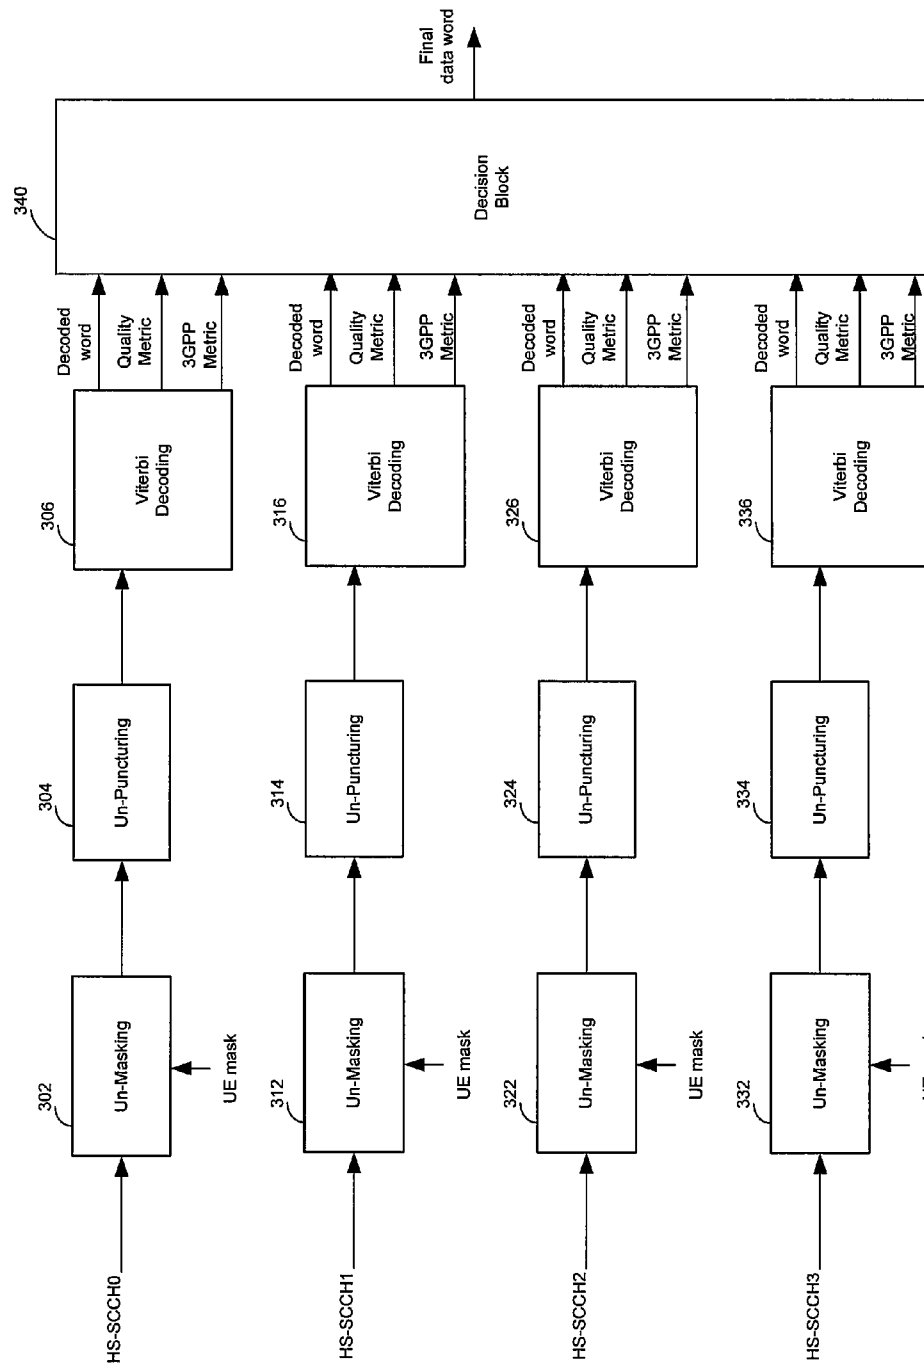 302
304
306
340
HS-SCCH0
Un-Masking
UE mask
Un-Puncturing
Viterbi
Decoding
Decoded
word
Quality
Metric
3GPP
Metric
312
314
316
HS-SCCH1
Un-Masking
UE mask
Un-Puncturing
Viterbi
Decoding
Decoded
word
Quality
Metric
3GPP
Metric
Decision
Block
Final
data word
322
324
326
HS-SCCH2
Un-Masking
UE mask
Un-Puncturing
Viterbi
Decoding
Decoded
word
Quality
Metric
3GPP
Metric
332
334
336
HS-SCCH3
Un-Masking
Un-Puncturing
Viterbi
Decoding
Decoded
word
Quality
Metric
3GPP
Metric